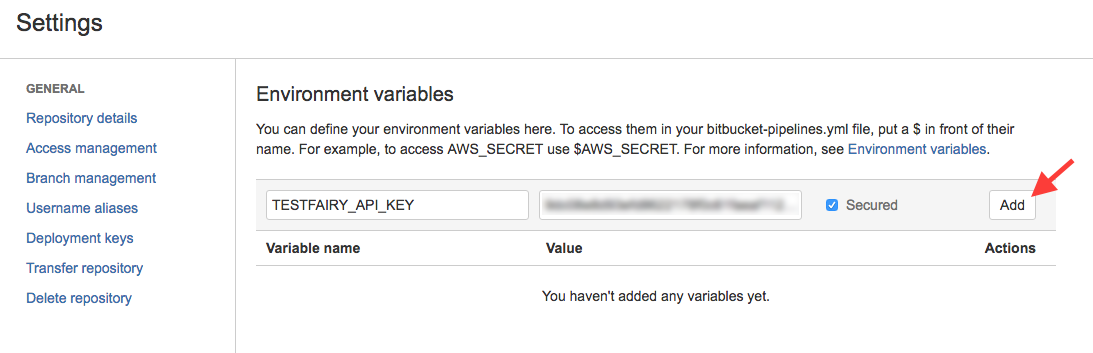 Settings
GENERAL
Repository details
Access management
Branch management
Username aliases
Deployment keys
Transfer repository
Delete repository
Environment variables
You can define your environment variables here. To access them in your bitbucket-pipelines.yml file, put a $ in front of their
name. For example, to access AWS_SECRET use $AWS_SECRET. For more information, see Environment variables.
TESTFAIRY_API_KEY Secured Add
Variable name Value Actions
You haven't added any variables yet.